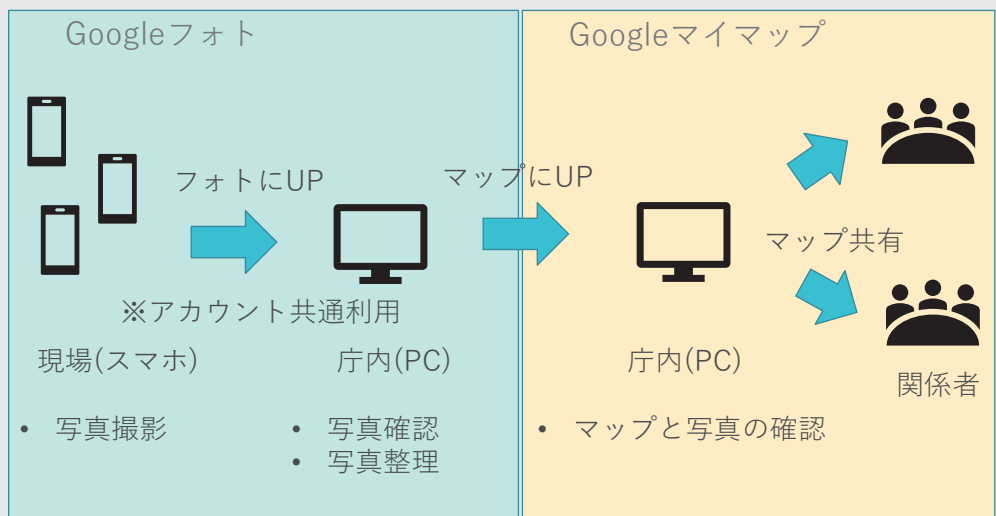 Googleフォト
Googleマイマップ
フォトにUP
マップにUP
マップ共有
※アカウント共通利用
現場(スマホ)
庁内(PC)
庁内(PC)
関係者
• 写真撮影
• 写真確認
• 写真整理
• マップと写真の確認